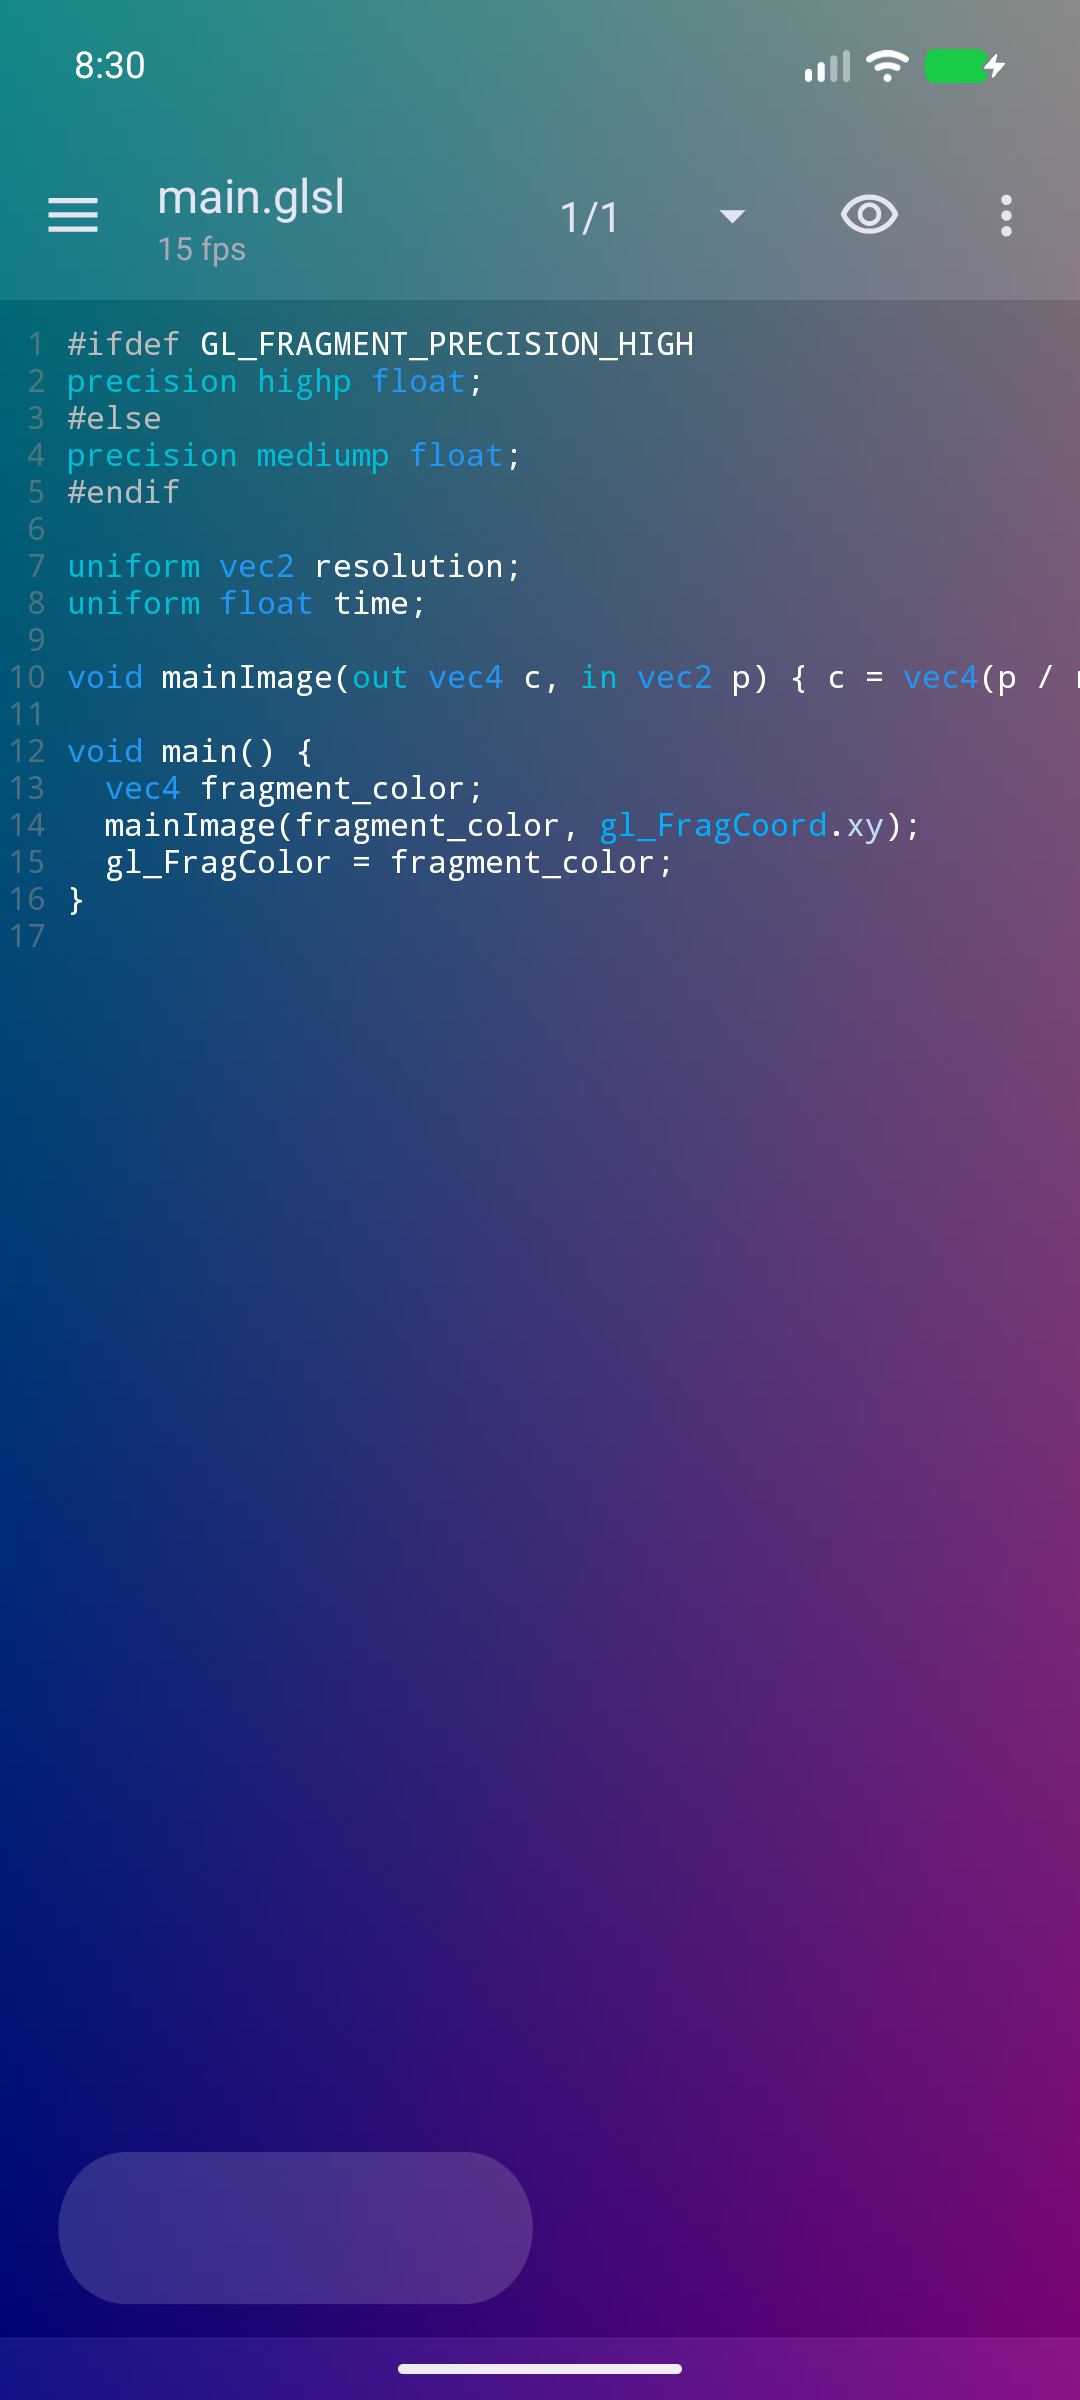 8:30
main.glsl
15 fps
1/1
1 #ifdef GL_FRAGMENT_PRECISION_HIGH
2 precision highp float;
3 #else
4 precision mediump float;
5 #endif
6
7 uniform vec2 resolution;
8 uniform float time;
9
10 void mainImage(out vec4 c, in vec2 p) { c = vec4(p /
11
12 void main() {
13   vec4 fragment_color;
14   mainImage(fragment_color, gl_FragCoord.xy);
15   gl_FragColor = fragment_color;
16 }
17